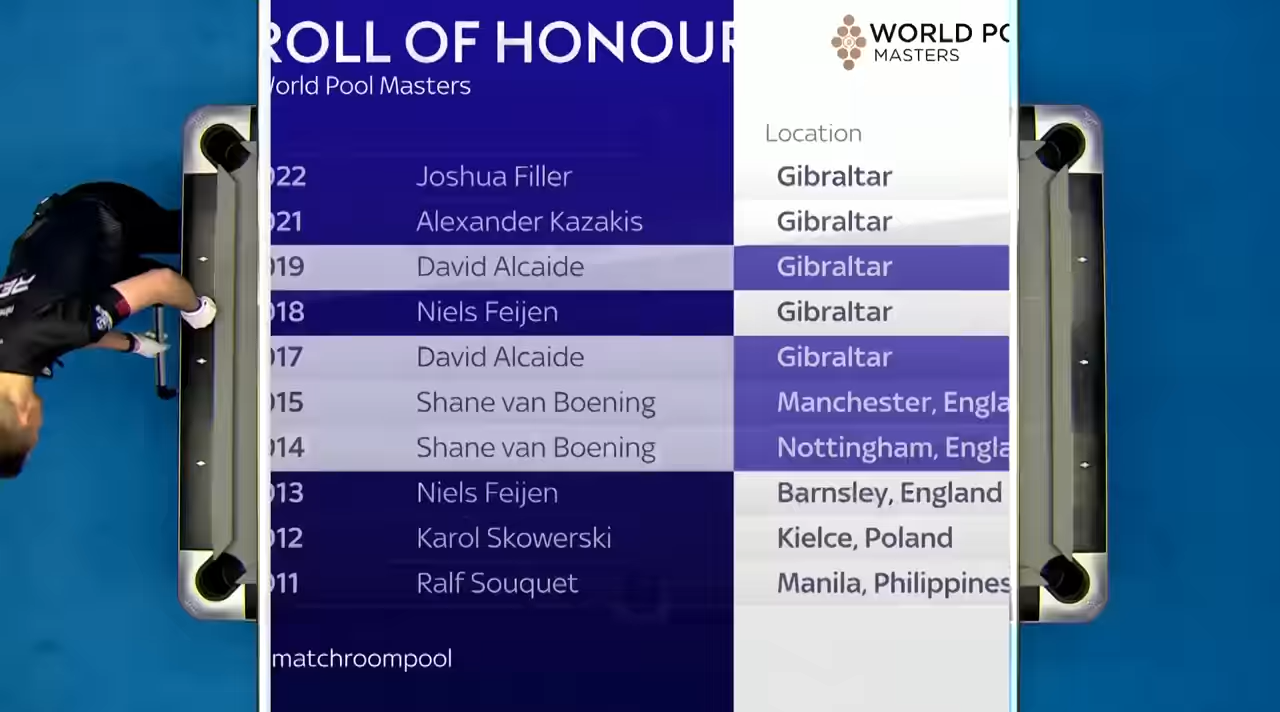 ROLL OF HONOUR
World Pool Masters
WORLD PO
MASTERS
Location
022 Joshua Filler Gibraltar
021 Alexander Kazakis Gibraltar
019 David Alcaide Gibraltar
018 Niels Feijen Gibraltar
017 David Alcaide Gibraltar
015 Shane van Boening Manchester, Engla
014 Shane van Boening Nottingham, Engla
013 Niels Feijen Barnsley, England
012 Karol Skowerski Kielce, Poland
011 Ralf Souquet Manila, Philippines
matchroompool